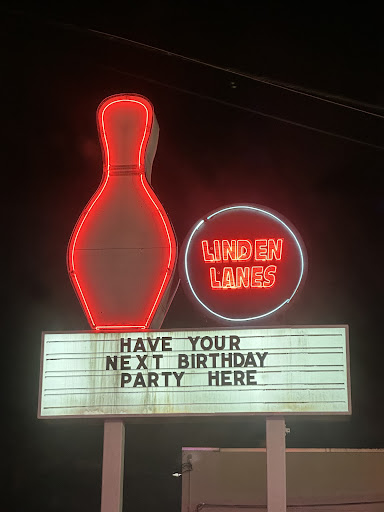 LINDEN
LANES
HAVE YOUR
NEXT BIRTHDAY
PARTY HERE